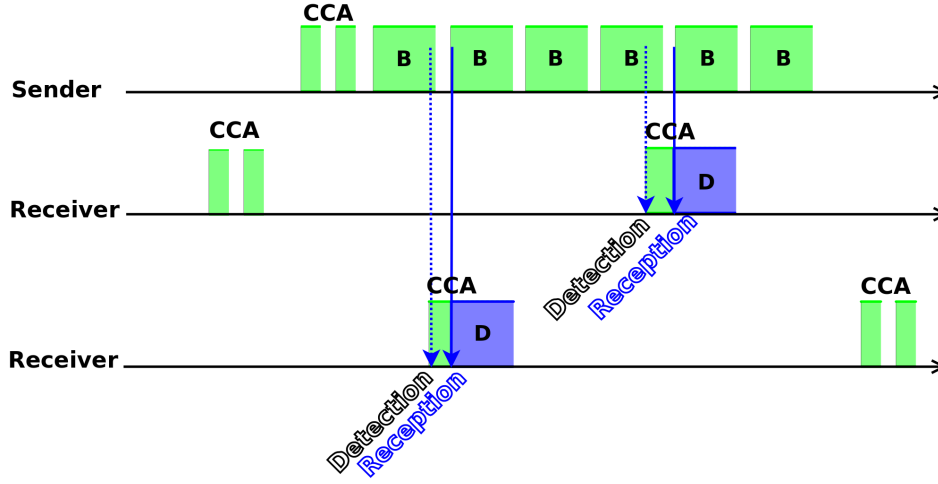 CCA
B B B B B B
Sender
CCA
CCA
D
Receiver
Detection
Reception
CCA
CCA
D
Receiver
Detection
Reception